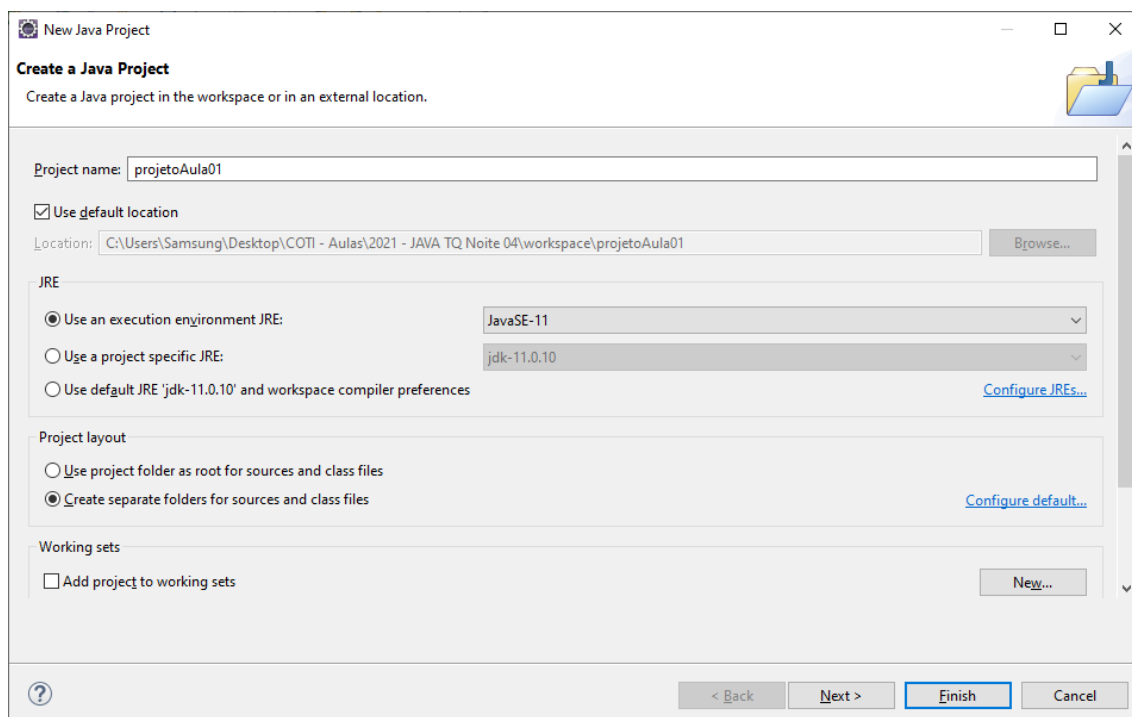 New Java Project
Create a Java Project
Create a Java project in the workspace or in an external location.
Project name: projetoAula01
Use default location
Location: C:\Users\Samsung\Desktop\COTI - Aulas\2021 - JAVA TQ Noite 04\workspace\projetoAula01 Browse...
JRE
Use an execution environment JRE: JavaSE-11
Use a project specific JRE: jdk-11.0.10
Use default JRE 'jdk-11.0.10' and workspace compiler preferences Configure JREs...
Project layout
Use project folder as root for sources and class files
Create separate folders for sources and class files Configure default...
Working sets
Add project to working sets New...
? < Back Next > Finish Cancel